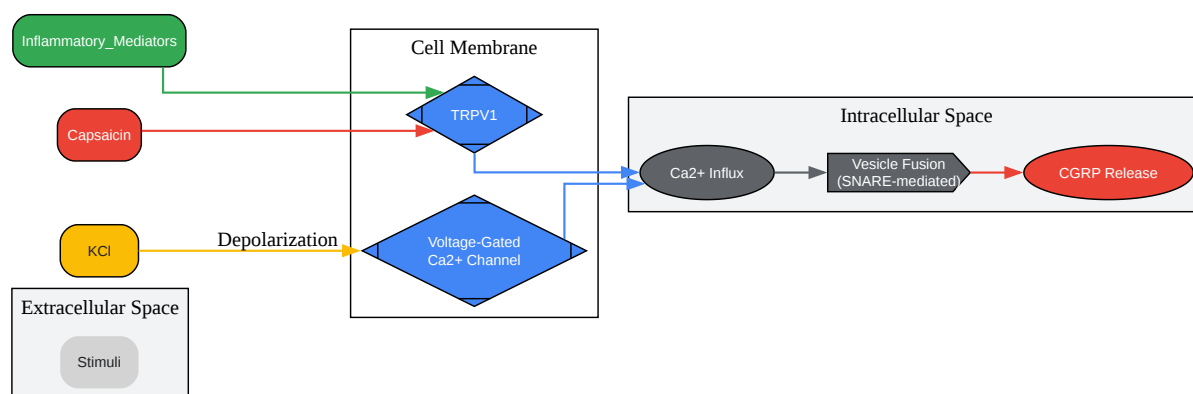 Inflammatory_Mediators
Capsaicin
KCl
Depolarization
Extracellular Space
Stimuli
Cell Membrane
TRPV1
Voltage-Gated
Ca2+ Channel
Intracellular Space
Ca2+ Influx
Vesicle Fusion
(SNARE-mediated)
CGRP Release